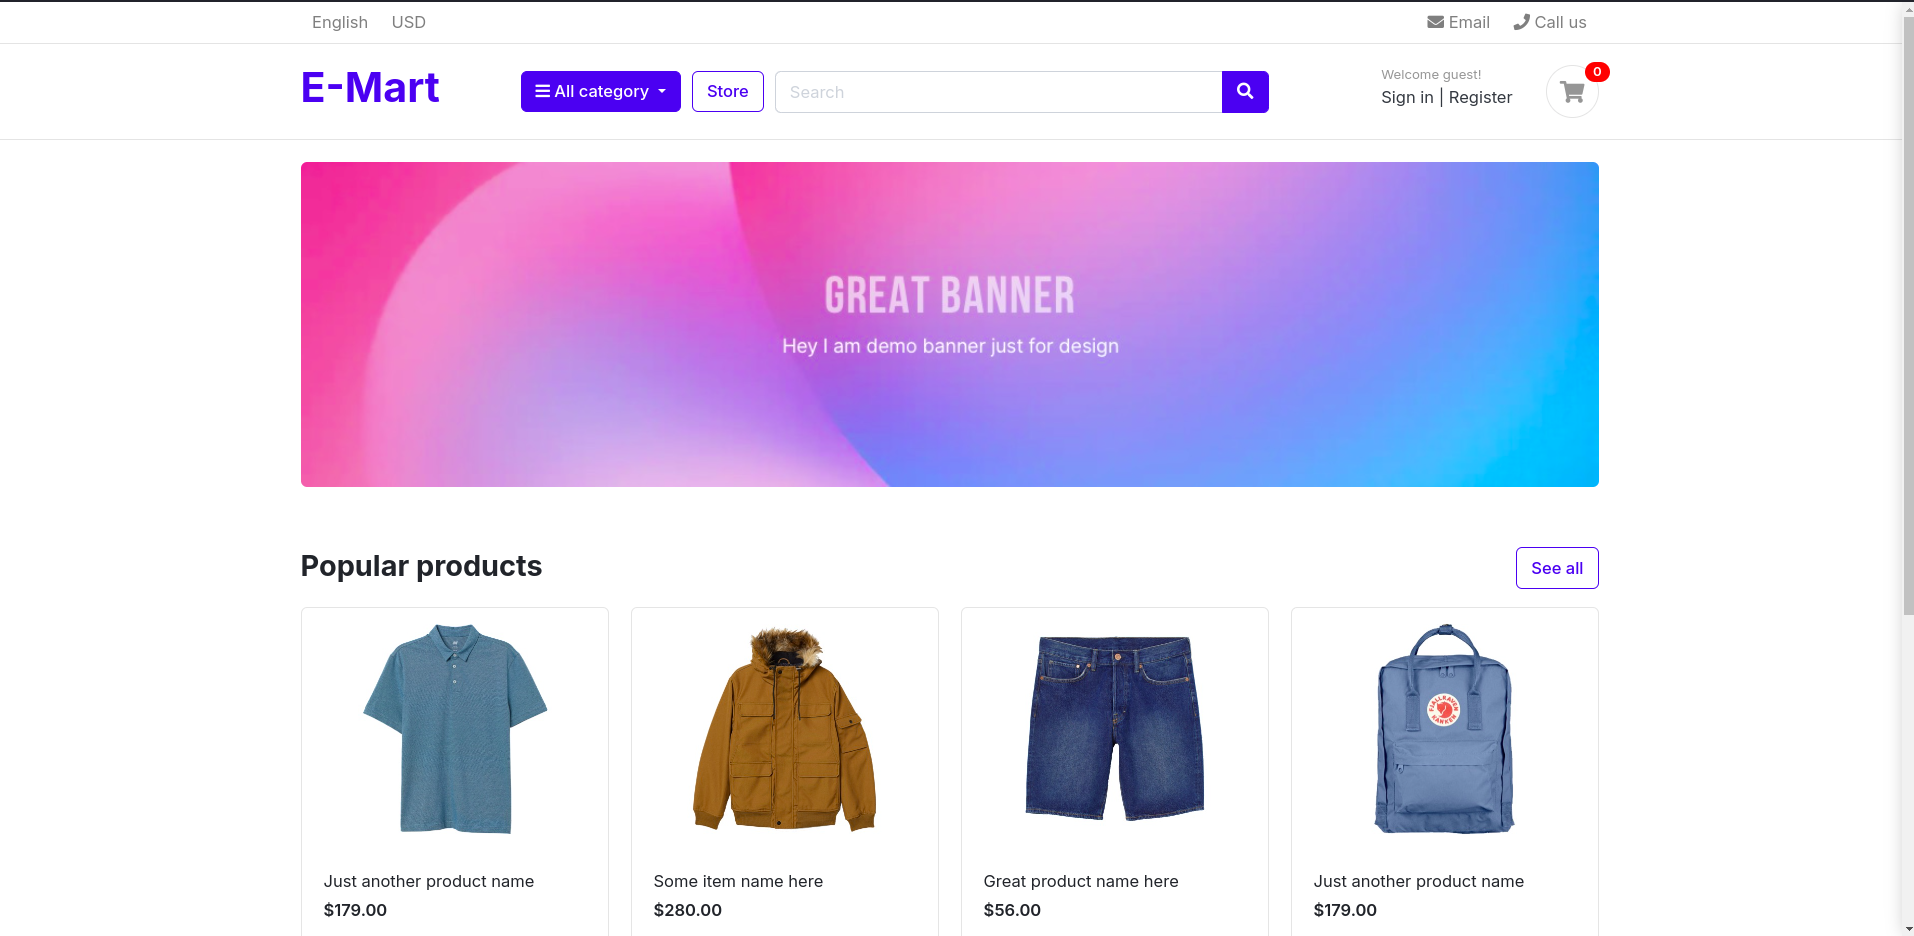 English USD Email Call us
E-Mart All category Store Search Welcome guest! 0
Sign in | Register
GREAT BANNER
Hey I am demo banner just for design
Popular products See all
FJÄLLRÄVEN KÅNKEN
Just another product name Some item name here Great product name here Just another product name
$179.00 $280.00 $56.00 $179.00